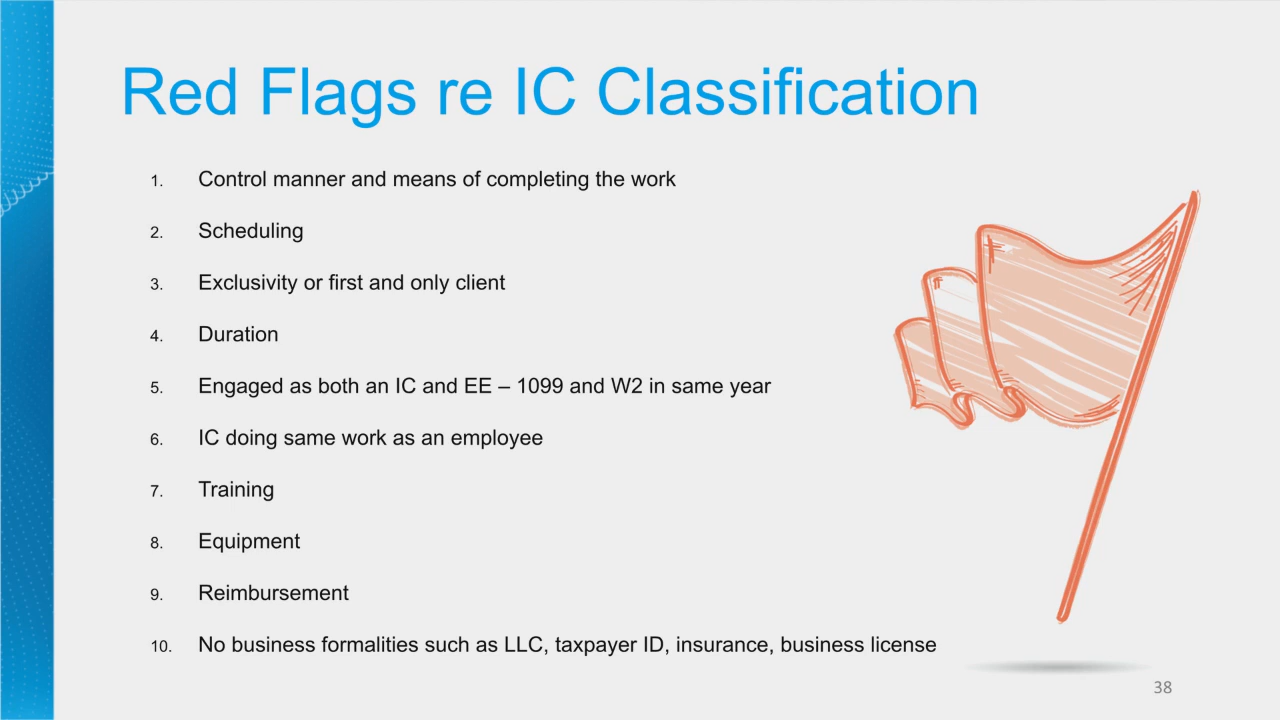 Red Flags re IC Classification
1. Control manner and means of completing the work
2. Scheduling
3. Exclusivity or first and only client
4. Duration
5. Engaged as both an IC and EE – 1099 and W2 in same year
6. IC doing same work as an employee
7. Training
8. Equipment
9. Reimbursement
10. No business formalities such as LLC, taxpayer ID, insurance, business license
38